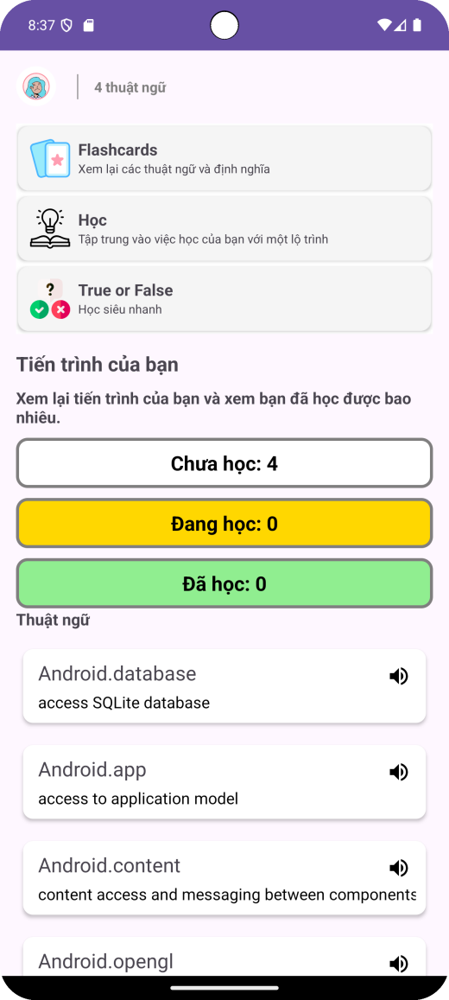 8:37
4 thuật ngữ
Flashcards
Xem lại các thuật ngữ và định nghĩa
Học
Tập trung vào việc học của bạn với một lộ trình
?
True or False
Học siêu nhanh
Tiến trình của bạn
Xem lại tiến trình của bạn và xem bạn đã học được bao
nhiêu.
Chưa học: 4
Đang học: 0
Đã học: 0
Thuật ngữ
Android.database
access SQLite database
Android.app
access to application model
Android.content
content access and messaging between components
Android.opengl